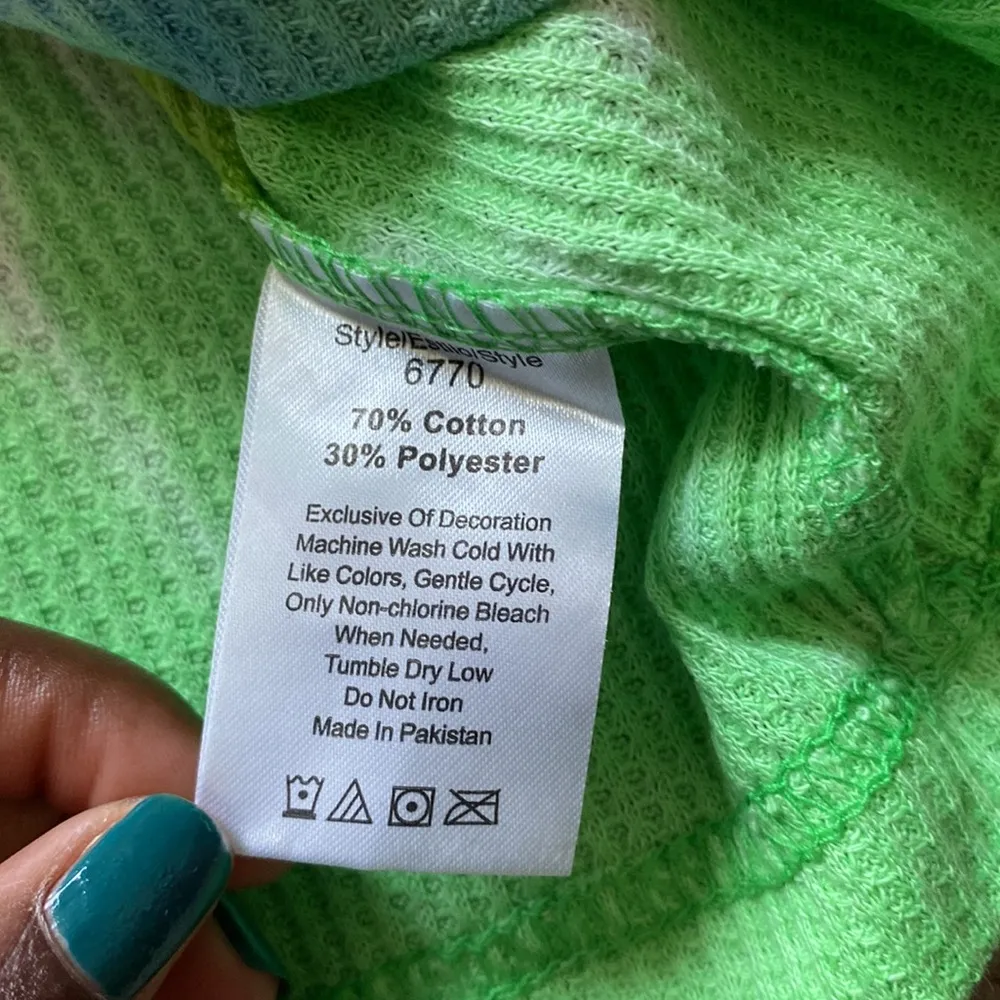 Style/Estilo/Style
6770
70% Cotton
30% Polyester
Exclusive Of Decoration
Machine Wash Cold With
Like Colors, Gentle Cycle,
Only Non-chlorine Bleach
When Needed,
Tumble Dry Low
Do Not Iron
Made In Pakistan